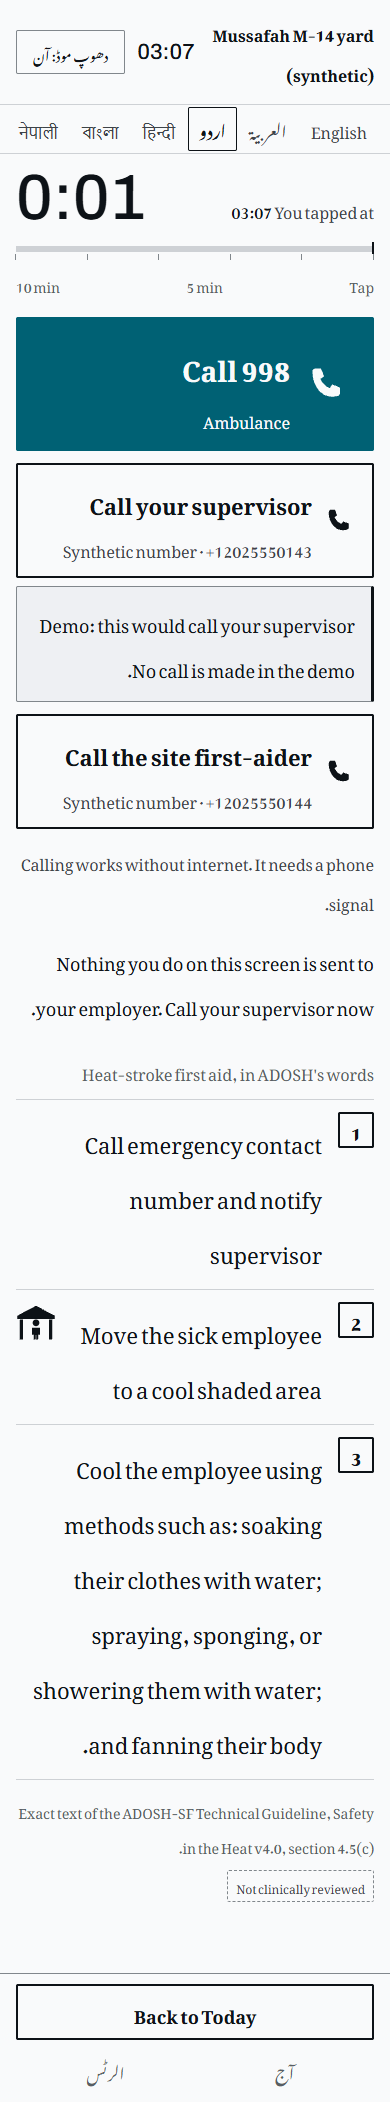 Mussafah M-14 yard
(synthetic)
03:07
دھوپ موڈ: آن
English
العربية
اردو
हिन्दी
বাংলা
नेपाली
0:01
You tapped at 03:07
Tap
5 min
10 min
Call 998
Ambulance
Call your supervisor
Synthetic number · +12025550143
Demo: this would call your supervisor
.No call is made in the demo
Call the site first-aider
Synthetic number · +12025550144
Calling works without internet. It needs a phone
.signal
Nothing you do on this screen is sent to
.your employer. Call your supervisor now
Heat-stroke first aid, in ADOSH's words
1
Call emergency contact
number and notify
supervisor
2
Move the sick employee
to a cool shaded area
3
Cool the employee using
methods such as: soaking
their clothes with water;
spraying, sponging, or
showering them with water;
.and fanning their body
Exact text of the ADOSH-SF Technical Guideline, Safety
.in the Heat v4.0, section 4.5(c)
Not clinically reviewed
Back to Today
آج
الرٹس